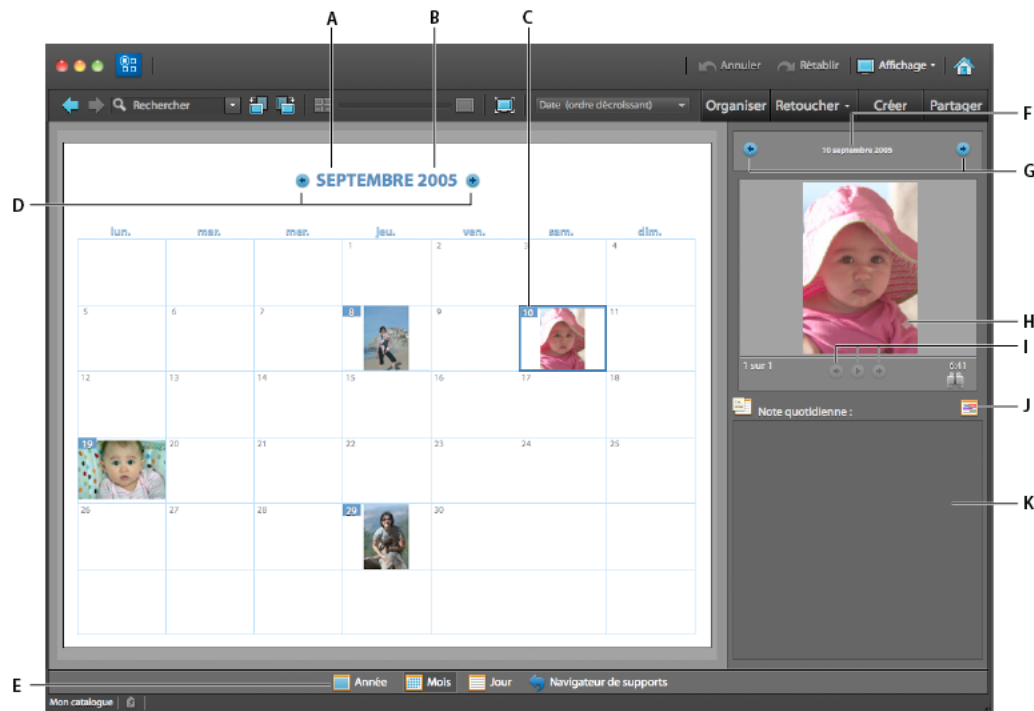 A B C
Annuler Rétablir Affichage
Rechercher Date (ordre décroissant) Organiser Retoucher Créer Partager
F
10 septembre 2005
G
SEPTEMBRE 2005
D
lun. mar. mer. jeu. ven. sam. dim.
1 2 3 4
5 6 7 8 9 10 11
H
I
1 sur 1 6:41
12 13 14 15 16 17 18
J
Note quotidienne :
19 20 21 22 23 24 25
K
26 27 28 29 30
E
Année Mois Jour Navigateur de supports
Mon catalogue